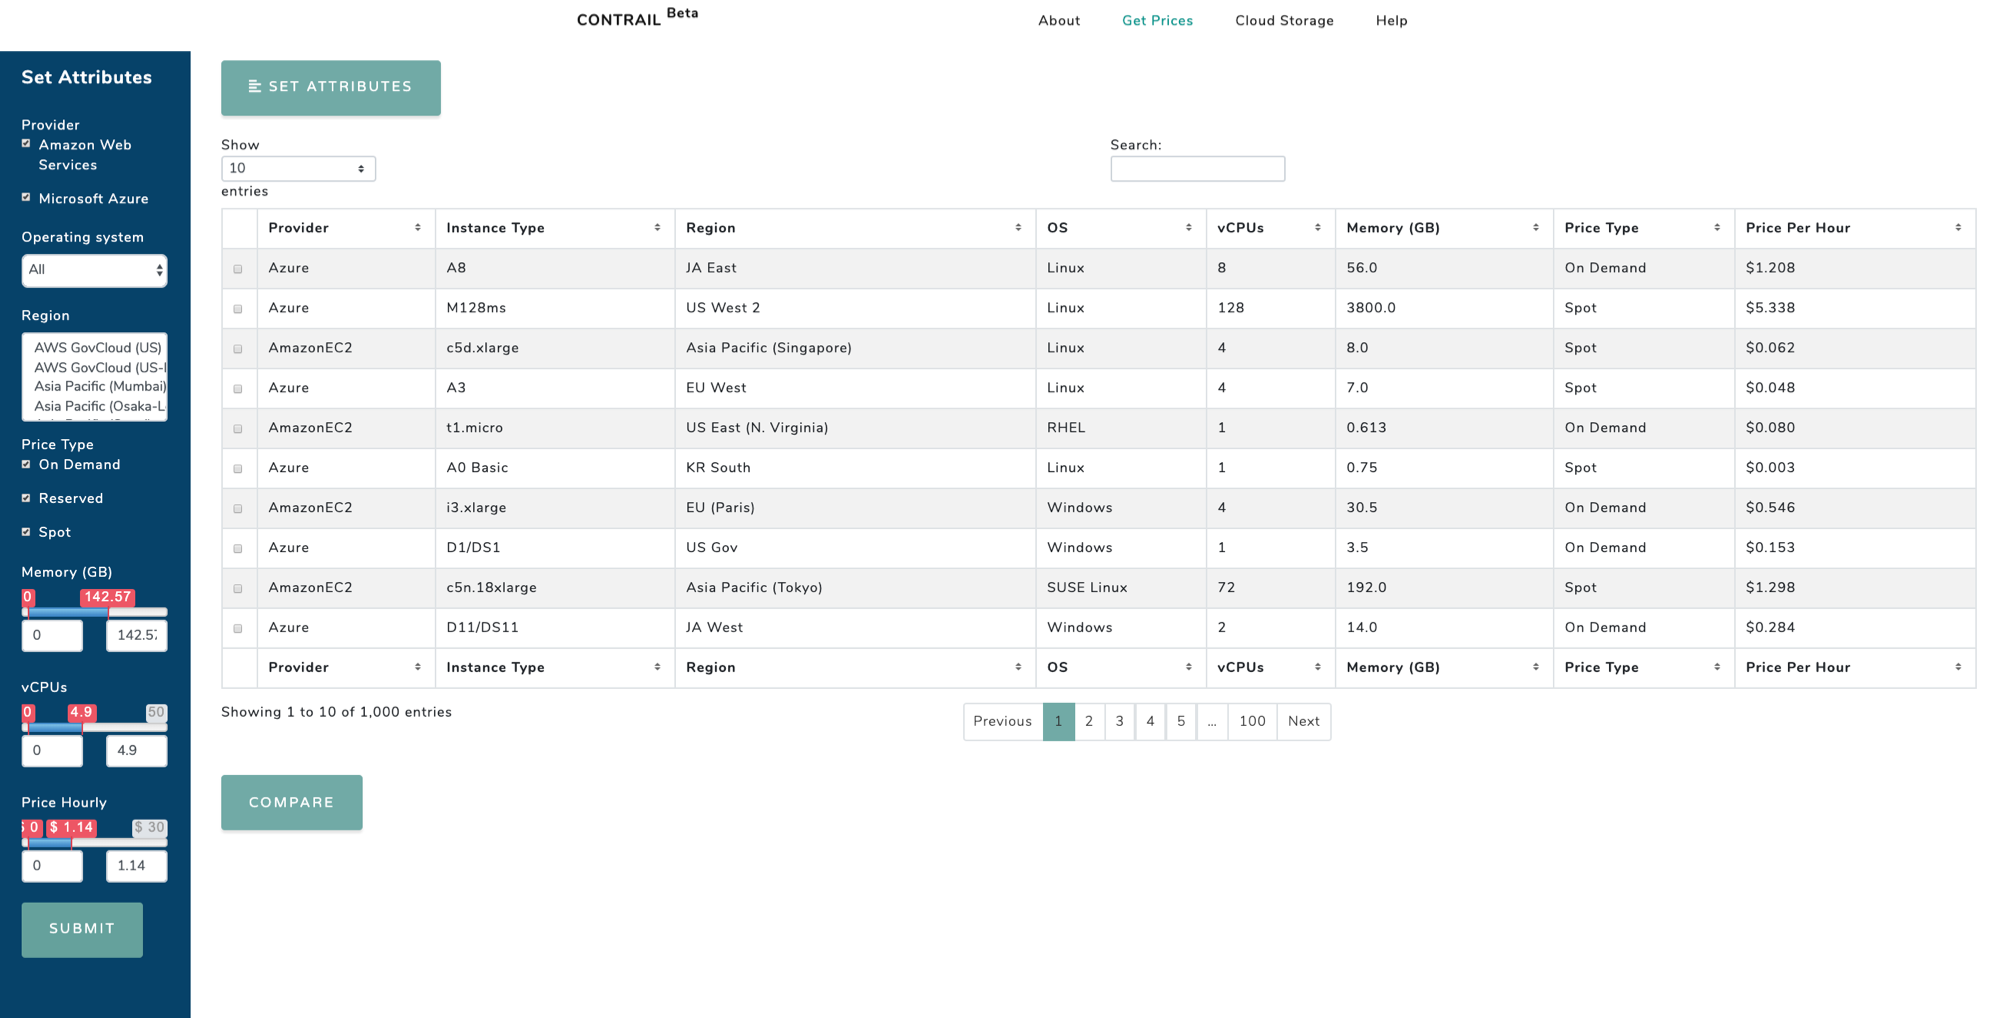 CONTRAIL Beta
About Get Prices Cloud Storage Help
Set Attributes
Provider
Amazon Web
Services
Microsoft Azure
Operating system
All
Region
AWS GovCloud (US)
AWS GovCloud (US-
Asia Pacific (Mumbai)
Asia Pacific (Osaka-L
Price Type
On Demand
Reserved
Spot
Memory (GB)
0 142.57
0 142.57
vCPUs
0 4.9 50
0 4.9
Price Hourly
$ 0 $ 1.14 $ 30
0 1.14
SUBMIT
SET ATTRIBUTES
Show
10
entries
Search:
Provider Instance Type Region OS vCPUs Memory (GB) Price Type Price Per Hour
Azure A8 JA East Linux 8 56.0 On Demand $1.208
Azure M128ms US West 2 Linux 128 3800.0 Spot $5.338
AmazonEC2 c5d.xlarge Asia Pacific (Singapore) Linux 4 8.0 Spot $0.062
Azure A3 EU West Linux 4 7.0 Spot $0.048
AmazonEC2 t1.micro US East (N. Virginia) RHEL 1 0.613 On Demand $0.080
Azure A0 Basic KR South Linux 1 0.75 Spot $0.003
AmazonEC2 i3.xlarge EU (Paris) Windows 4 30.5 On Demand $0.546
Azure D1/DS1 US Gov Windows 1 3.5 On Demand $0.153
AmazonEC2 c5n.18xlarge Asia Pacific (Tokyo) SUSE Linux 72 192.0 Spot $1.298
Azure D11/DS11 JA West Windows 2 14.0 On Demand $0.284
Provider Instance Type Region OS vCPUs Memory (GB) Price Type Price Per Hour
Showing 1 to 10 of 1,000 entries
Previous 1 2 3 4 5 … 100 Next
COMPARE